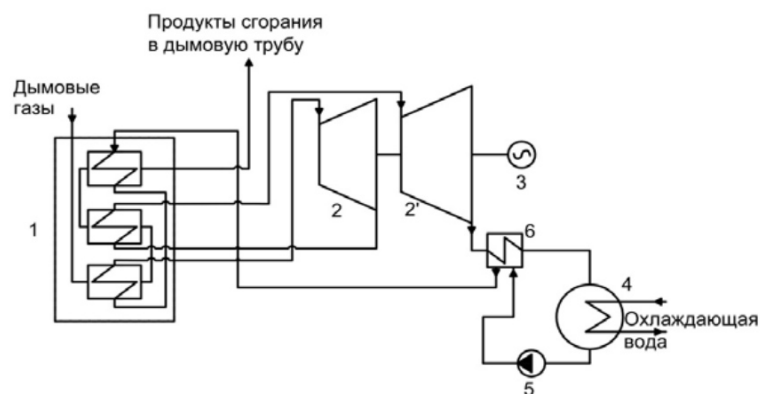 Продукты сгорания
в дымовую трубу
Дымовые
газы
1
2
2'
3
6
4
Охлаждающая
вода
5